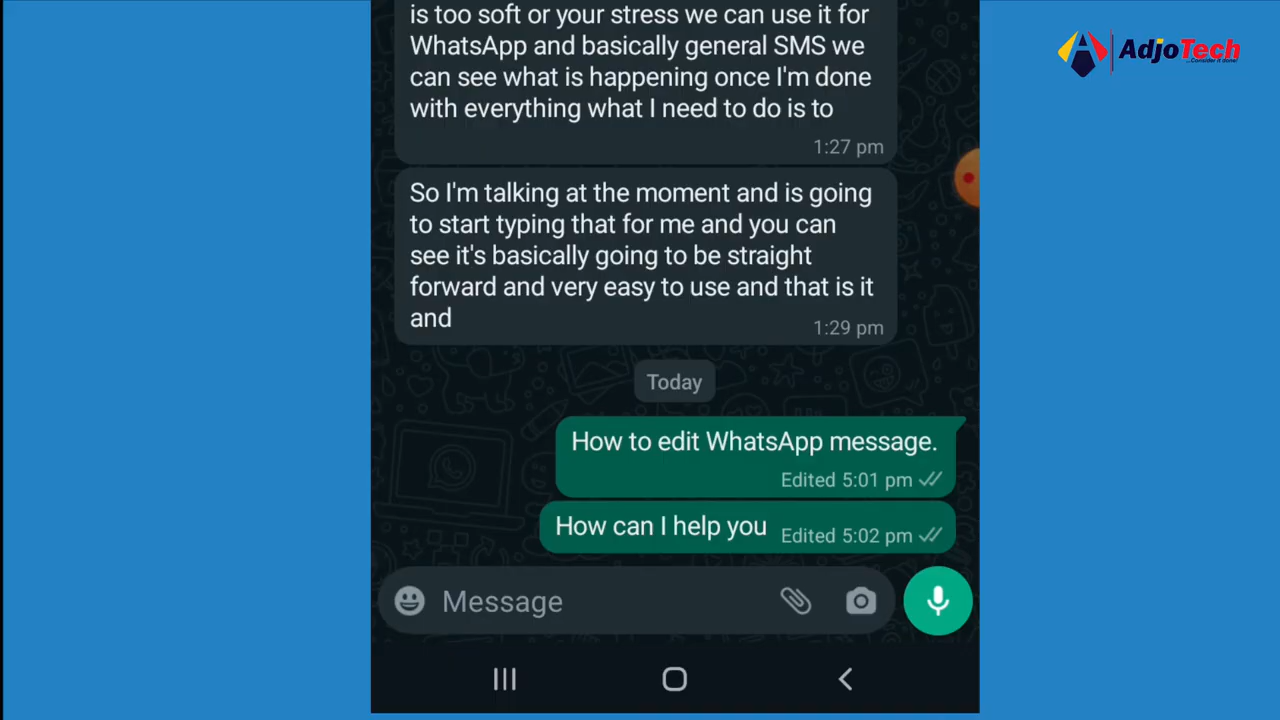 is too soft or your stress we can use it for
WhatsApp and basically general SMS we
can see what is happening once I'm done
with everything what I need to do is to
1:27 pm
So I'm talking at the moment and is going
to start typing that for me and you can
see it's basically going to be straight
forward and very easy to use and that is it
and
1:29 pm
Today
How to edit WhatsApp message.
Edited 5:01 pm
How can I help you
Edited 5:02 pm
Message
AdjoTech
...Consider it done!